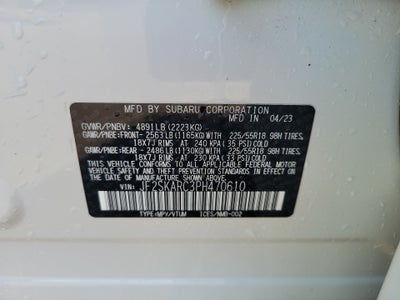 MFD BY SUBARU CORPORATION
MFD IN 04/23
GVWR/PNBV: 4891LB (2223KG)
GAWR/PNBE:FRONT- 2563LB (1165KG) WITH 225/55R18 98H TIRES,
18X7J RIMS AT 240 KPA (35 PSI) COLD
GAWR/PNBE:REAR - 2486LB (1130KG) WITH 225/55R18 98H TIRES,
18X7J RIMS AT 230 KPA (33 PSI) COLD
THIS VEHICLE CONFORMS TO ALL APPLICABLE FEDERAL MOTOR
VEHICLE SAFETY AND THEFT PREVENTION STANDARDS IN EFFECT
ON THE DATE OF MANUFACTURE SHOWN ABOVE.
VIN: JF2SKARC3PH470610
TYPE:MPV/VTUM ICES/NMB-002